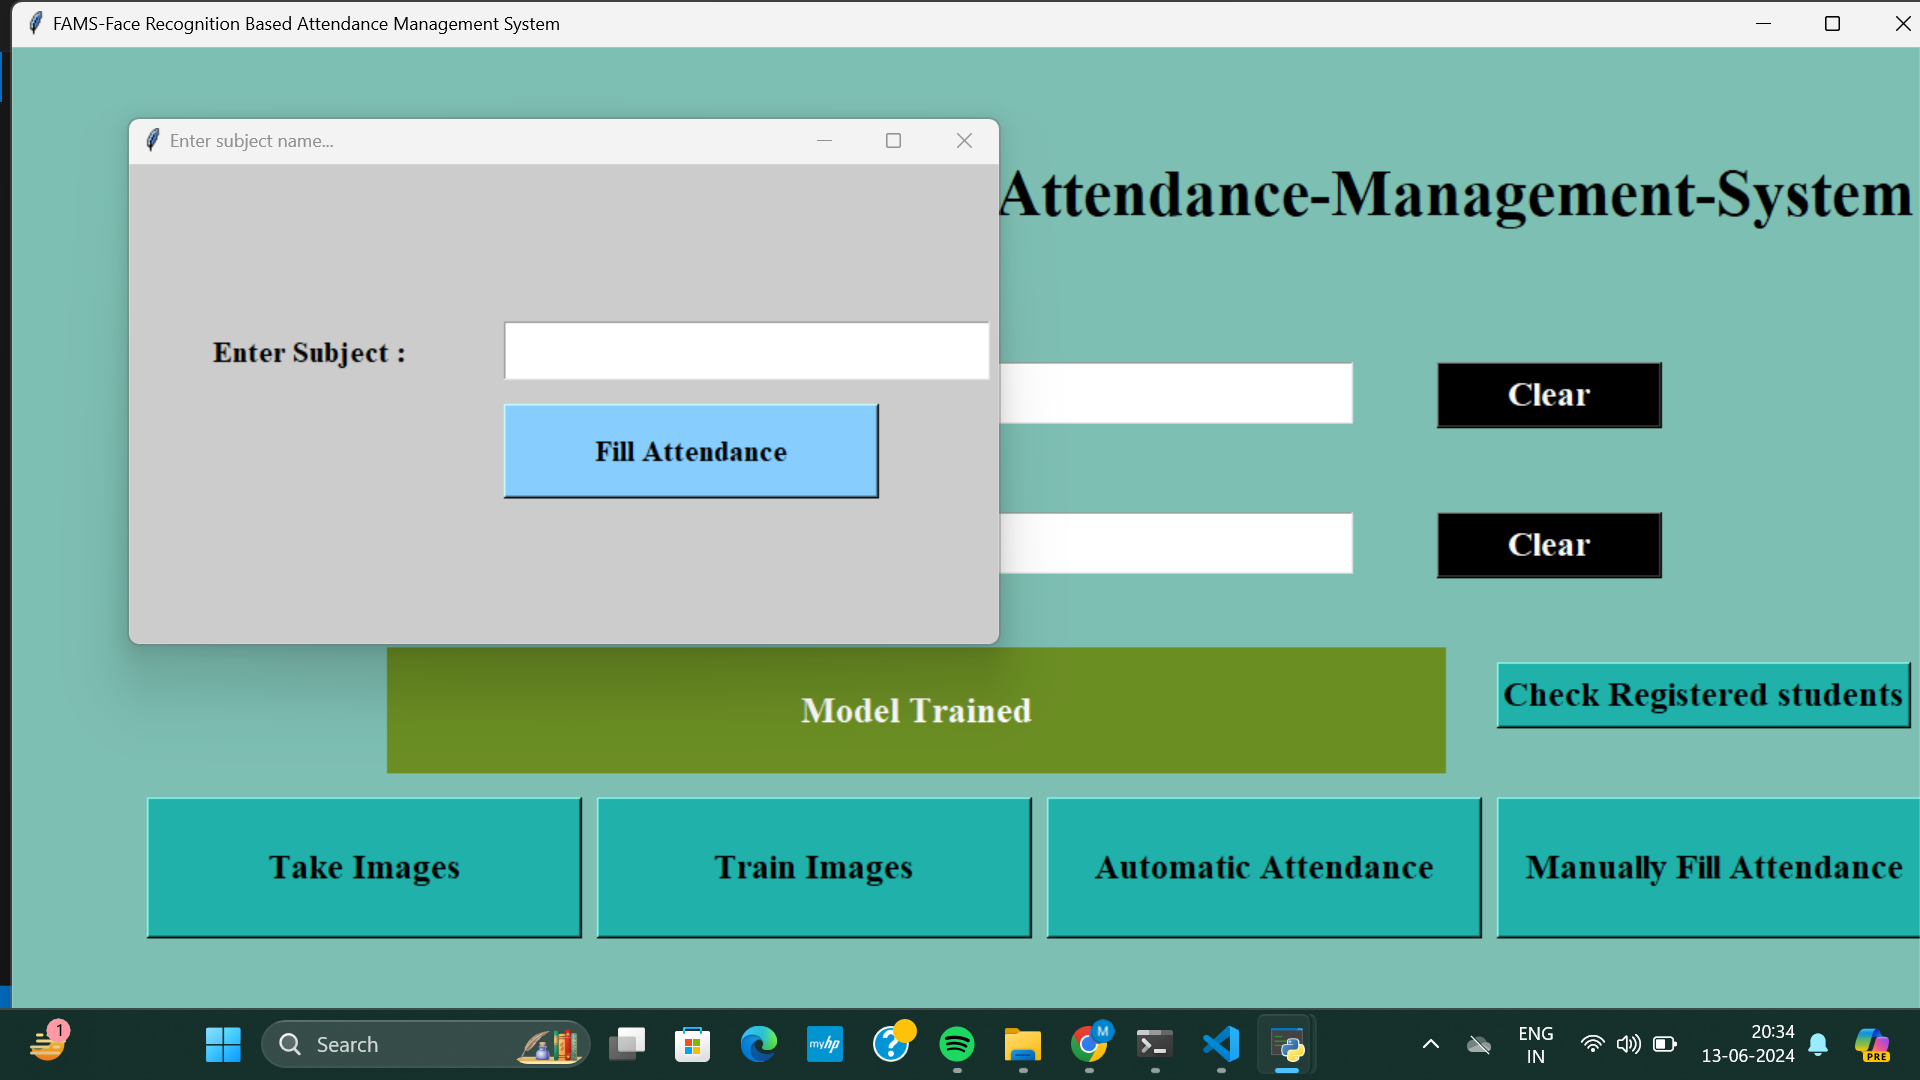 FAMS-Face Recognition Based Attendance Management System
Enter subject name...
Attendance-Management-System
Enter Subject :
Fill Attendance
Clear
Clear
Model Trained
Check Registered students
Take Images
Train Images
Automatic Attendance
Manually Fill Attendance
1
Search
myhp
M
ENG
IN
20:34
13-06-2024
PRE